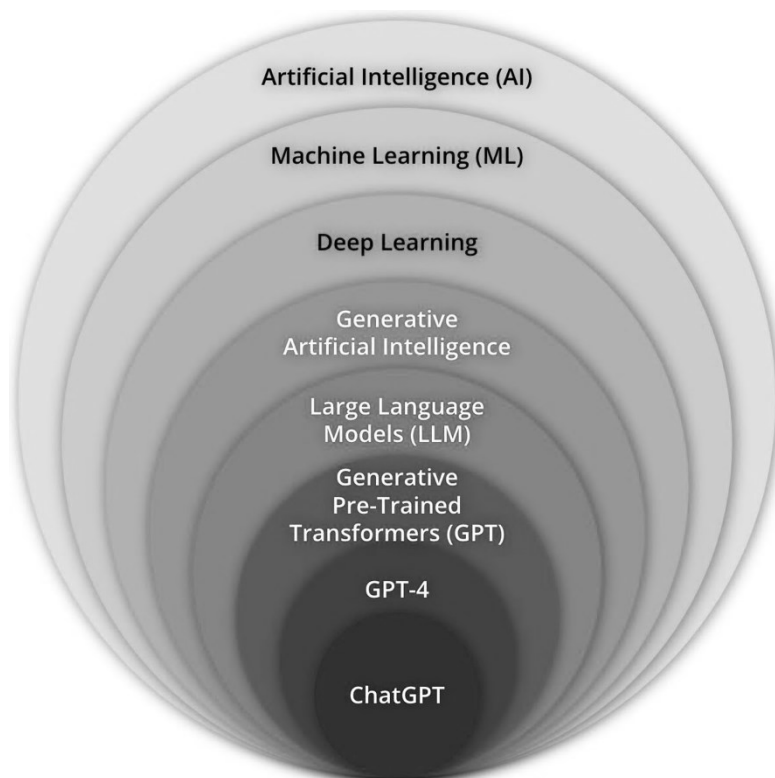 Artificial Intelligence (AI)
Machine Learning (ML)
Deep Learning
Generative
Artificial Intelligence
Large Language
Models (LLM)
Generative
Pre-Trained
Transformers (GPT)
GPT-4
ChatGPT